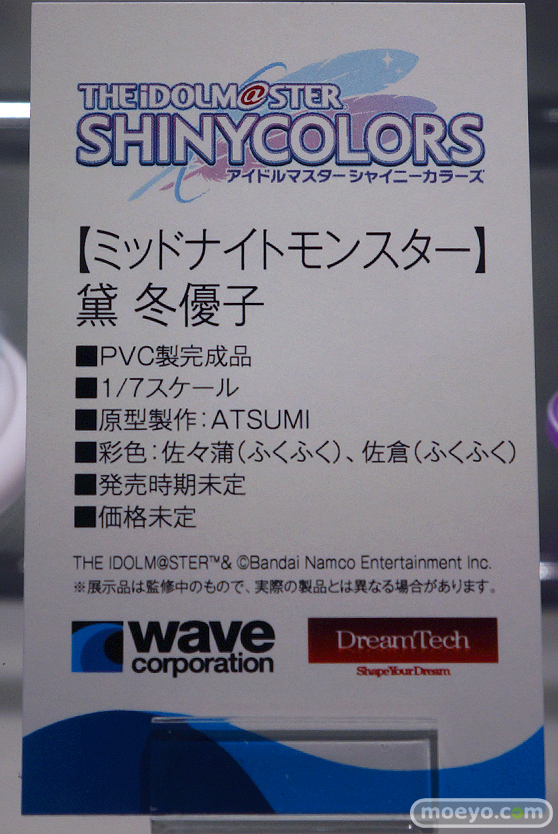 THE iDOLM@STER
SHINYCOLORS
アイドルマスター シャイニーカラーズ
【ミッドナイトモンスター】
黛 冬優子
■PVC製完成品
■1/7スケール
■原型製作：ATSUMI
■彩色：佐々蒲（ふくふく）、佐倉（ふくふく）
■発売時期未定
■価格未定
THE IDOLM@STER™& ©Bandai Namco Entertainment Inc.
※展示品は監修中のもので、実際の製品とは異なる場合があります。
wave
corporation
DreamTech
Shape Your Dream
moeyo.com